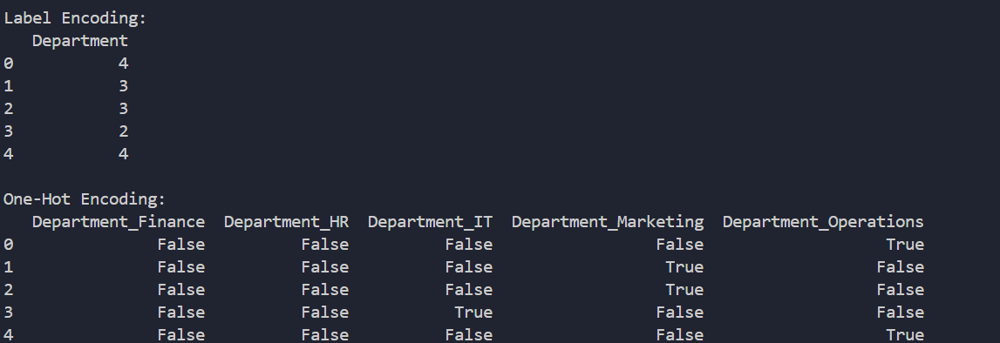 Label Encoding:
   Department
0           4
1           3
2           3
3           2
4           4

One-Hot Encoding:
   Department_Finance  Department_HR  Department_IT  Department_Marketing  Department_Operations
0               False          False          False                 False                   True
1               False          False          False                  True                  False
2               False          False          False                  True                  False
3               False          False           True                 False                  False
4               False          False          False                 False                   True